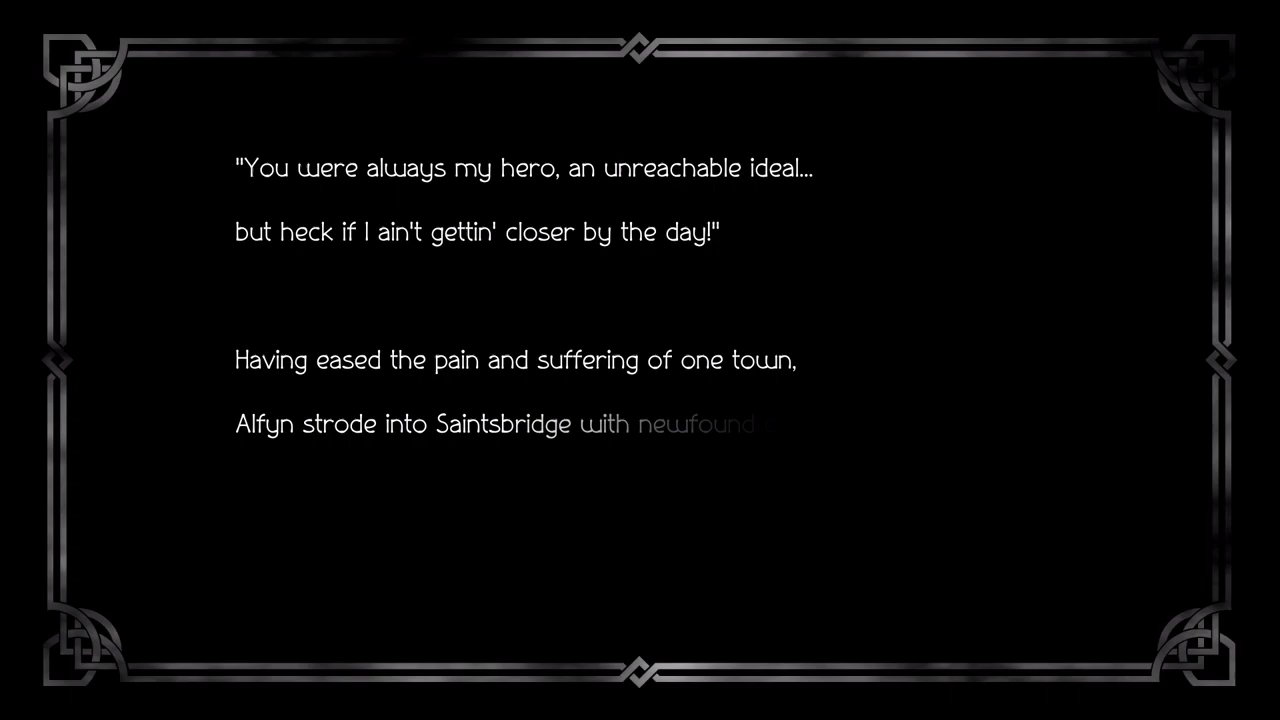 "You were always my hero, an unreachable ideal...
but heck if I ain't gettin' closer by the day!"
Having eased the pain and suffering of one town,
Alfyn strode into Saintsbridge with newfound